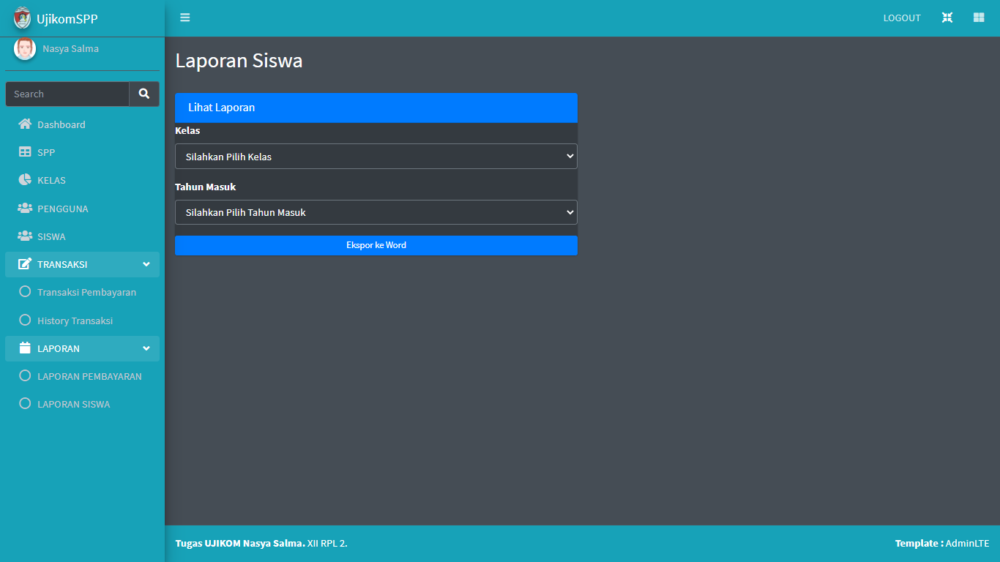 UjikomSPP
LOGOUT
Nasya Salma
Search
Dashboard
SPP
KELAS
PENGGUNA
SISWA
TRANSAKSI
Transaksi Pembayaran
History Transaksi
LAPORAN
LAPORAN PEMBAYARAN
LAPORAN SISWA
Laporan Siswa
Lihat Laporan
Kelas
Silahkan Pilih Kelas
Tahun Masuk
Silahkan Pilih Tahun Masuk
Ekspor ke Word
Tugas UJIKOM Nasya Salma. XII RPL 2.
Template : AdminLTE